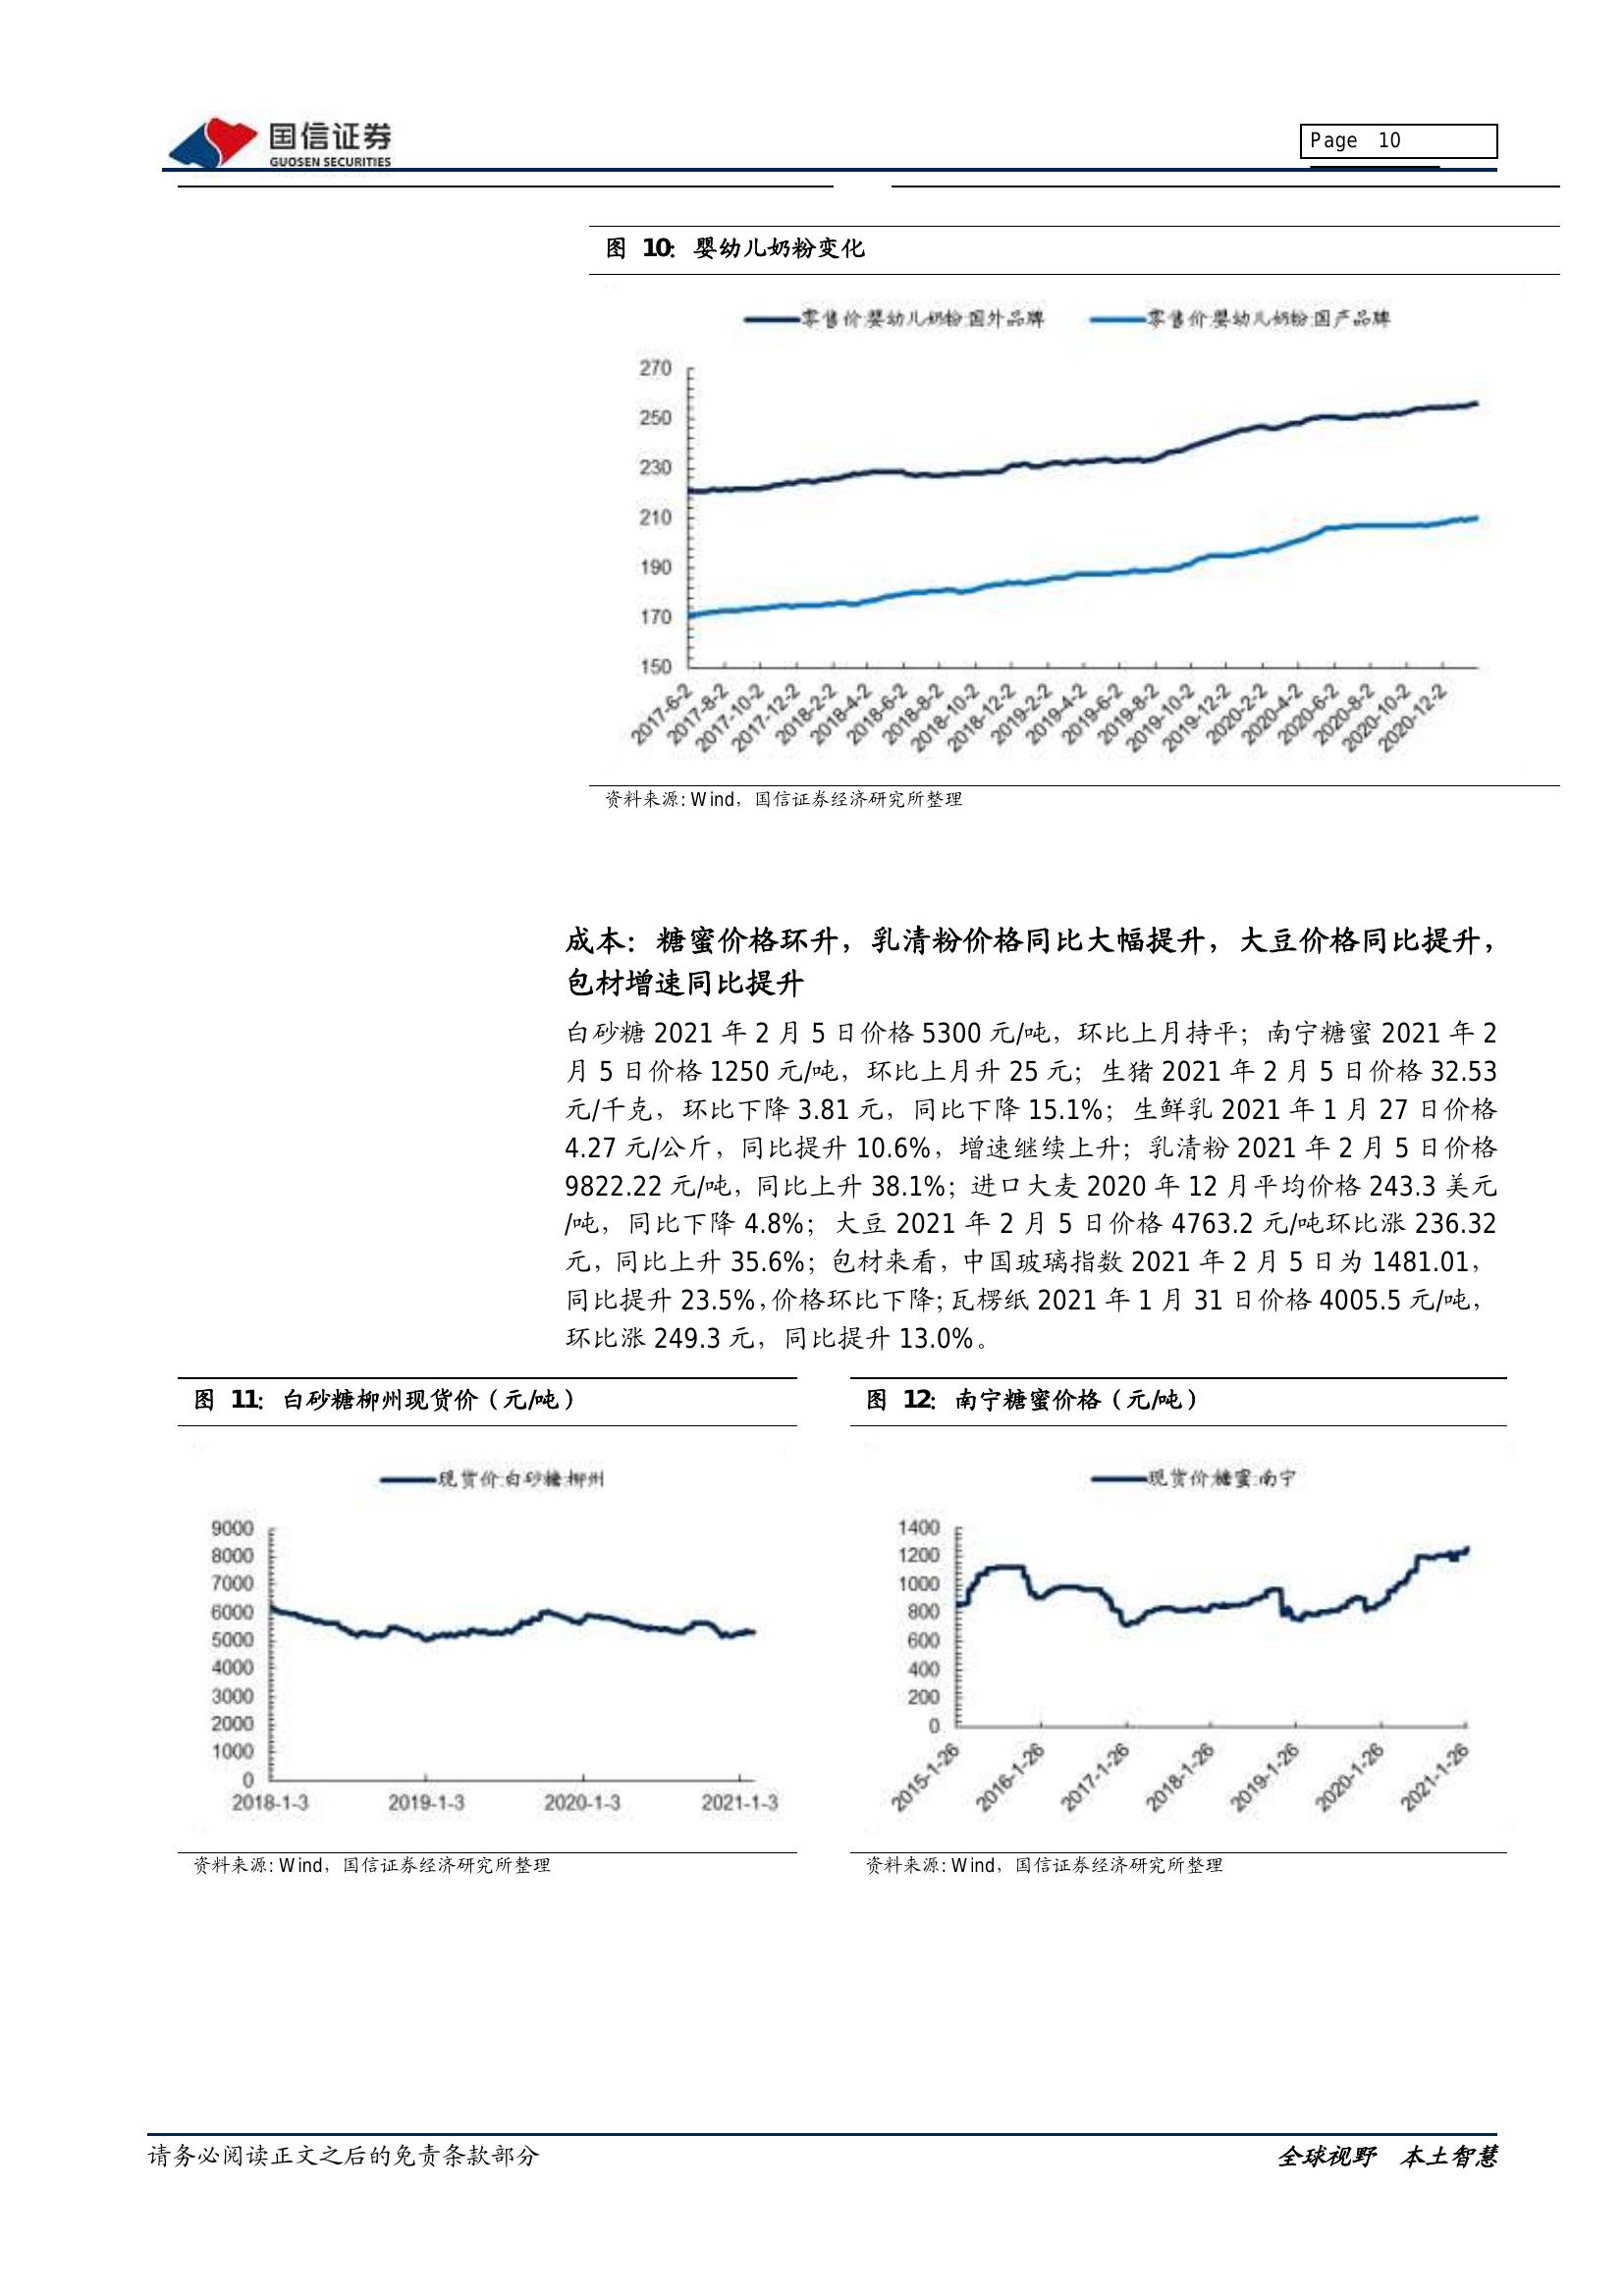 国信证券
GUOSEN SECURITIES
Page 10
图 10：婴幼儿奶粉变化
零售价:婴幼儿奶粉:国外品牌 零售价:婴幼儿奶粉:国产品牌
270
250
230
210
190
170
150
2017-6-2 2017-8-2 2017-10-2 2017-12-2 2018-2-2 2018-4-2 2018-6-2 2018-8-2 2018-10-2 2018-12-2 2019-2-2 2019-4-2 2019-6-2 2019-8-2 2019-10-2 2019-12-2 2020-2-2 2020-4-2 2020-6-2 2020-8-2 2020-10-2 2020-12-2
资料来源: Wind，国信证券经济研究所整理
成本：糖蜜价格环升，乳清粉价格同比大幅提升，大豆价格同比提升，
包材增速同比提升
白砂糖 2021 年 2 月 5 日价格 5300 元/吨，环比上月持平；南宁糖蜜 2021 年 2
月 5 日价格 1250 元/吨，环比上月升 25 元；生猪 2021 年 2 月 5 日价格 32.53
元/千克，环比下降 3.81 元，同比下降 15.1%；生鲜乳 2021 年 1 月 27 日价格
4.27 元/公斤，同比提升 10.6%，增速继续上升；乳清粉 2021 年 2 月 5 日价格
9822.22 元/吨，同比上升 38.1%；进口大麦 2020 年 12 月平均价格 243.3 美元
/吨，同比下降 4.8%；大豆 2021 年 2 月 5 日价格 4763.2 元/吨环比涨 236.32
元，同比上升 35.6%；包材来看，中国玻璃指数 2021 年 2 月 5 日为 1481.01，
同比提升 23.5%，价格环比下降；瓦楞纸 2021 年 1 月 31 日价格 4005.5 元/吨，
环比涨 249.3 元，同比提升 13.0%。
图 11：白砂糖柳州现货价（元/吨）
现货价:白砂糖:柳州
9000
8000
7000
6000
5000
4000
3000
2000
1000
0
2018-1-3 2019-1-3 2020-1-3 2021-1-3
资料来源: Wind，国信证券经济研究所整理
图 12：南宁糖蜜价格（元/吨）
现货价:糖蜜:南宁
1400
1200
1000
800
600
400
200
0
2015-1-26 2016-1-26 2017-1-26 2018-1-26 2019-1-26 2020-1-26 2021-1-26
资料来源: Wind，国信证券经济研究所整理
请务必阅读正文之后的免责条款部分
全球视野 本土智慧